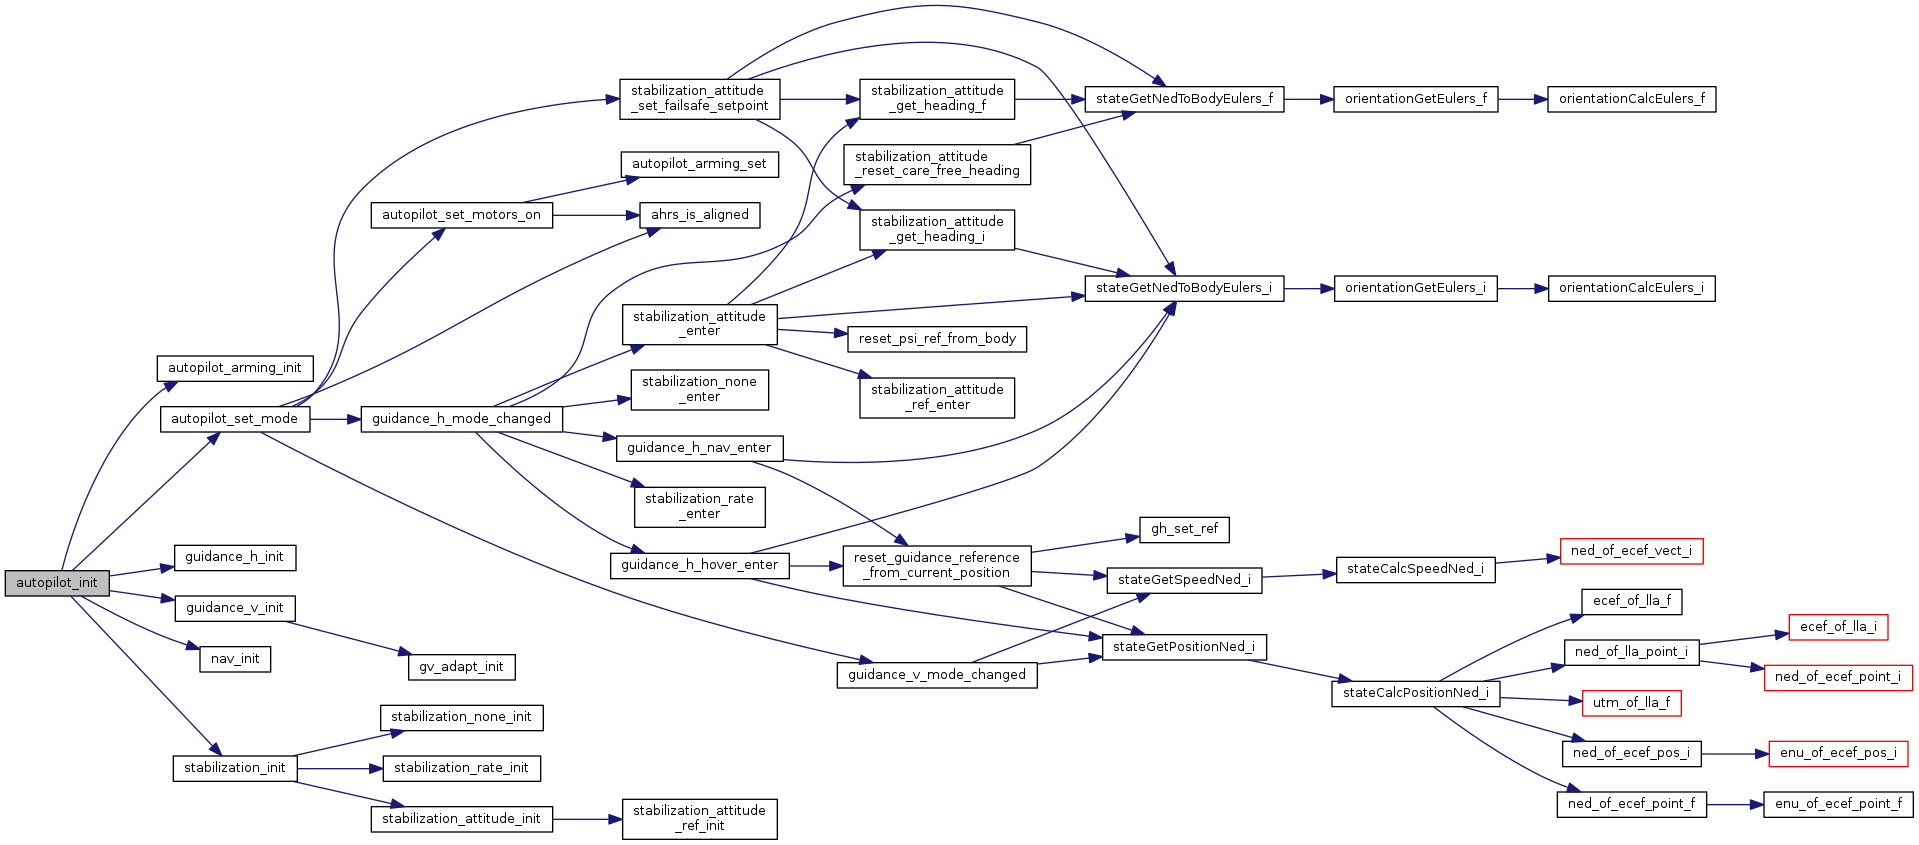 autopilot_init
autopilot_arming_init
autopilot_set_mode
guidance_h_init
guidance_v_init
nav_init
stabilization_init
autopilot_set_motors_on
guidance_h_mode_changed
gv_adapt_init
stabilization_none_init
stabilization_rate_init
stabilization_attitude_init
stabilization_attitude
_set_failsafe_setpoint
autopilot_arming_set
ahrs_is_aligned
stabilization_attitude
_enter
stabilization_none
_enter
guidance_h_nav_enter
stabilization_rate
_enter
guidance_h_hover_enter
stabilization_attitude
_ref_init
stabilization_attitude
_get_heading_f
stabilization_attitude
_reset_care_free_heading
stabilization_attitude
_get_heading_i
reset_psi_ref_from_body
stabilization_attitude
_ref_enter
reset_guidance_reference
_from_current_position
guidance_v_mode_changed
stateGetNedToBodyEulers_f
stateGetNedToBodyEulers_i
gh_set_ref
stateGetSpeedNed_i
stateGetPositionNed_i
orientationGetEulers_f
orientationGetEulers_i
stateCalcSpeedNed_i
stateCalcPositionNed_i
orientationCalcEulers_f
orientationCalcEulers_i
ned_of_ecef_vect_i
ecef_of_lla_f
ned_of_lla_point_i
utm_of_lla_f
ned_of_ecef_pos_i
ned_of_ecef_point_f
ecef_of_lla_i
ned_of_ecef_point_i
enu_of_ecef_pos_i
enu_of_ecef_point_f